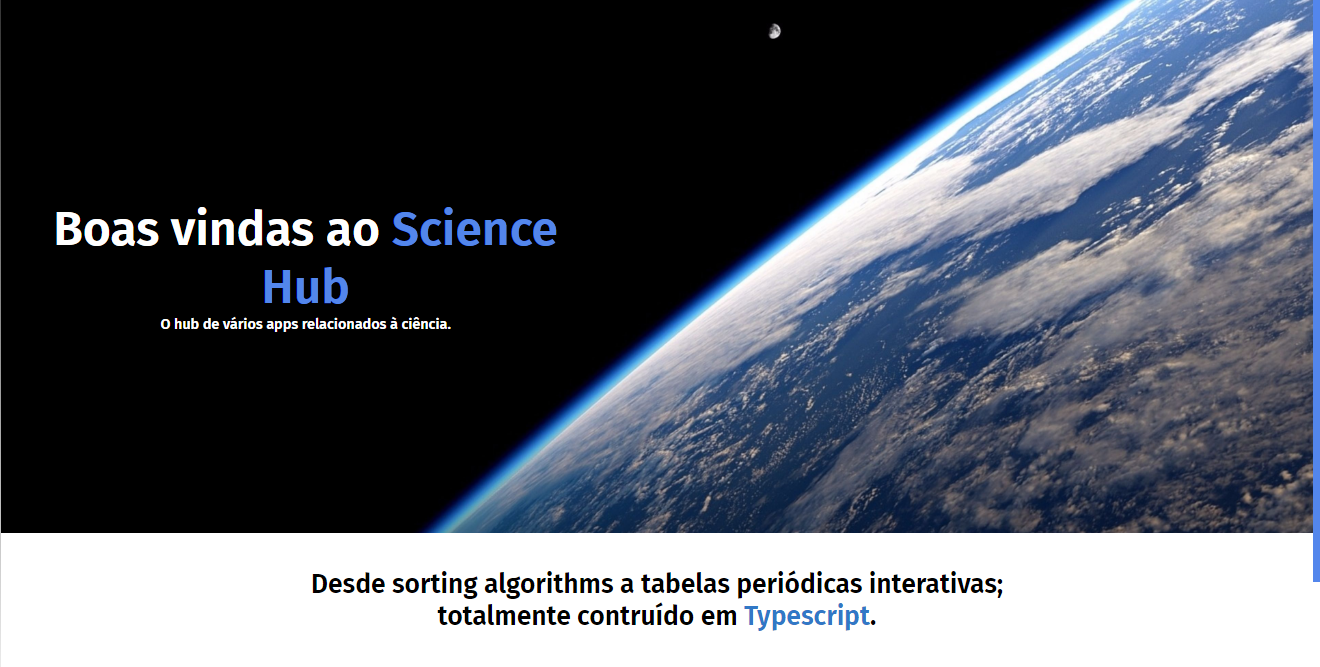 Boas vindas ao Science
Hub
O hub de vários apps relacionados à ciência.
Desde sorting algorithms a tabelas periódicas interativas;
totalmente contruído em Typescript.